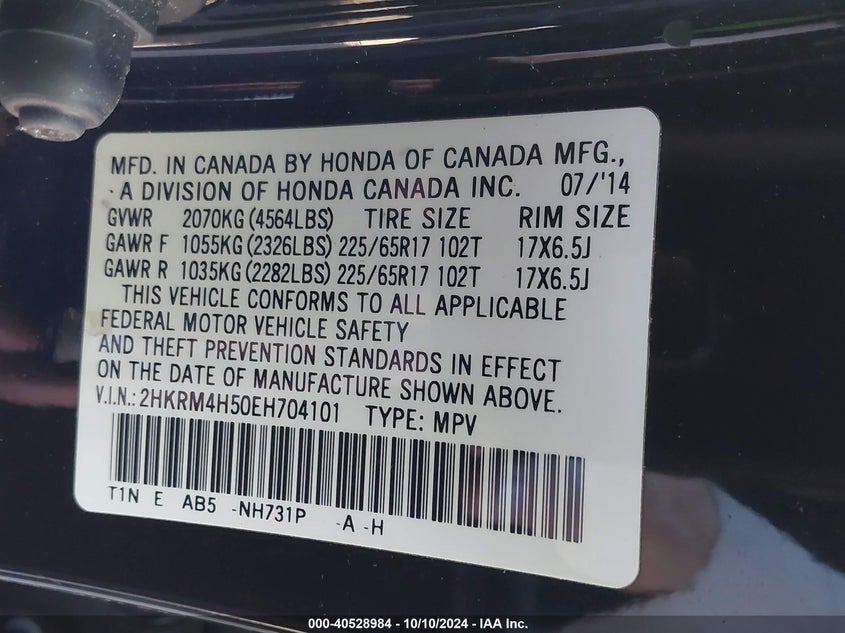 MFD. IN CANADA BY HONDA OF CANADA MFG.,
A DIVISION OF HONDA CANADA INC. 07/'14
GVWR 2070KG (4564LBS) TIRE SIZE RIM SIZE
GAWR F 1055KG (2326LBS) 225/65R17 102T 17X6.5J
GAWR R 1035KG (2282LBS) 225/65R17 102T 17X6.5J
THIS VEHICLE CONFORMS TO ALL APPLICABLE
FEDERAL MOTOR VEHICLE SAFETY
AND THEFT PREVENTION STANDARDS IN EFFECT
ON THE DATE OF MANUFACTURE SHOWN ABOVE.
V.I.N.: 2HKRM4H50EH704101 TYPE: MPV
T1N E AB5 -NH731P -A -H
000-40528984 - 10/10/2024 - IAA Inc.